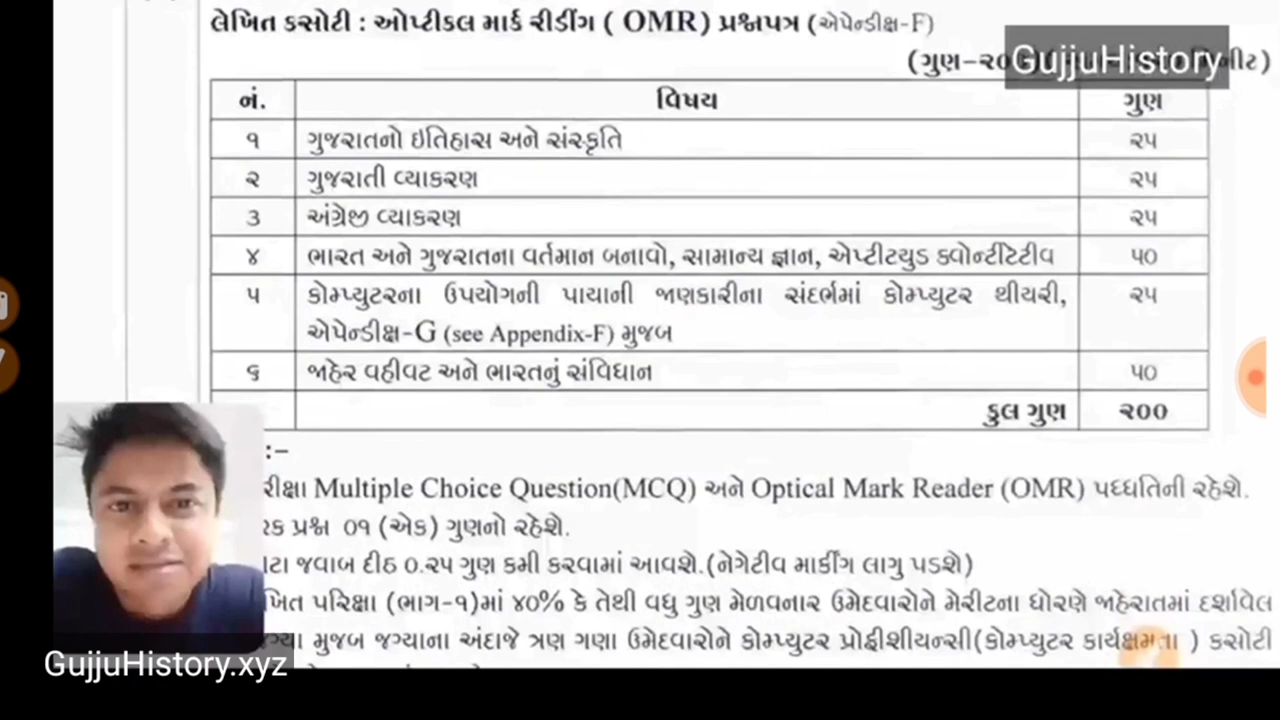 લેખિત કસોટી : ઓપ્ટીકલ માર્ક રીડીંગ ( OMR) પ્રશ્નપત્ર (એપેન્ડીક્ષ-F)
(ગુણ-૨૦
GujjuHistory
નં. વિષય ગુણ
૧ ગુજરાતનો ઇતિહાસ અને સંસ્કૃતિ ૨૫
૨ ગુજરાતી વ્યાકરણ ૨૫
૩ અંગ્રેજી વ્યાકરણ ૨૫
૪ ભારત અને ગુજરાતના વર્તમાન બનાવો, સામાન્ય જ્ઞાન, એપ્ટીટયુડ ક્વોન્ટીટેટીવ ૫૦
૫ કોમ્પ્યુટરના ઉપયોગની પાયાની જાણકારીના સંદર્ભમાં કોમ્પ્યુટર થીયરી, ૨૫
એપેન્ડીક્ષ-G (see Appendix-F) મુજબ
૬ જાહેર વહીવટ અને ભારતનું સંવિધાન ૫૦
કુલ ગુણ ૨૦૦
:–
Multiple Choice Question(MCQ) અને Optical Mark Reader (OMR) પધ્ધતિની રહેશે.
પ્રશ્ન ૦૧ (એક) ગુણનો રહેશે.
જવાબ દીઠ ૦.૨૫ ગુણ કમી કરવામાં આવશે.(નેગેટીવ માર્કીંગ લાગુ પડશે)
પરિક્ષા (ભાગ-૧)માં ૪૦% કે તેથી વધુ ગુણ મેળવનાર ઉમેદવારોને મેરીટના ધોરણે જાહેરાતમાં દર્શાવેલ
મુજબ જગ્યાના અંદાજે ત્રણ ગણા ઉમેદવારોને કોમ્પ્યુટર પ્રોફીશીયન્સી(કોમ્પ્યુટર કાર્યક્ષમતા ) કસોટી
GujjuHistory.xyz